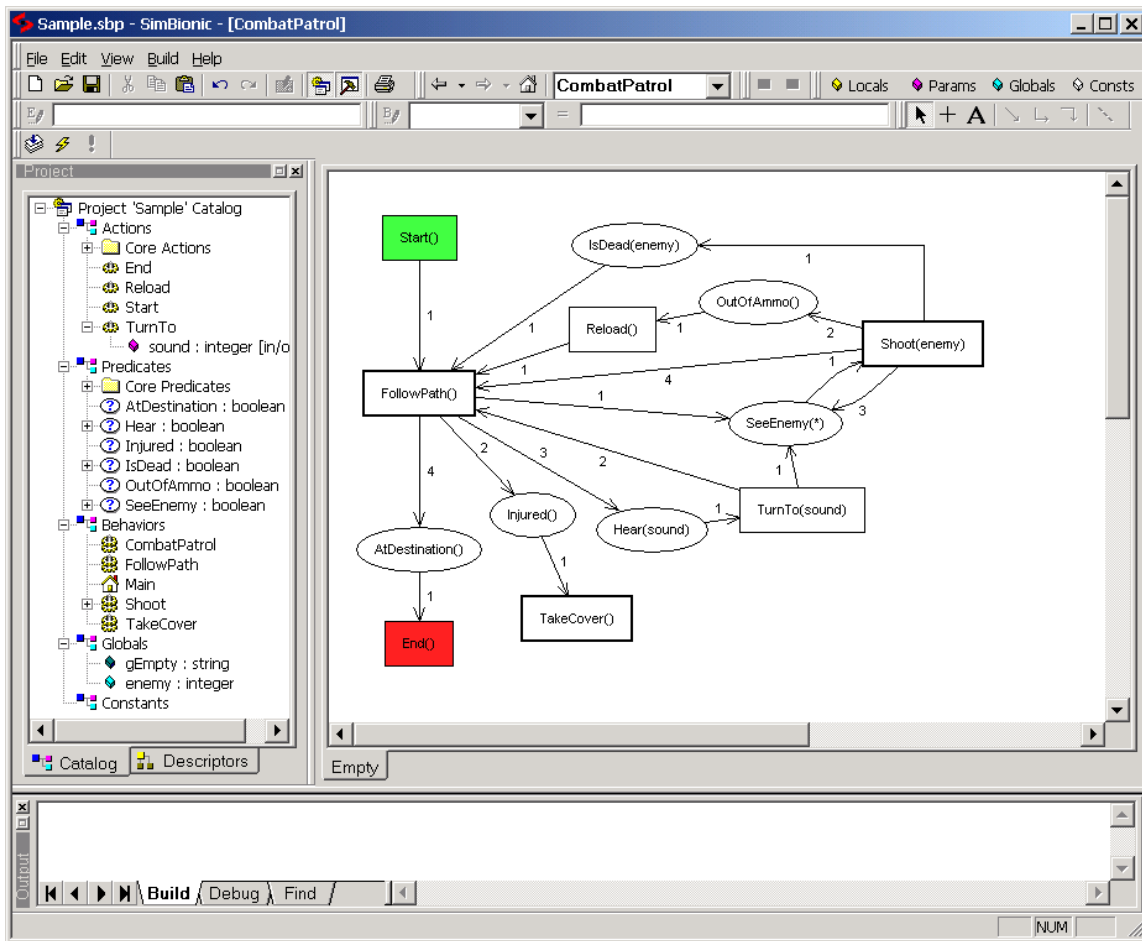 Sample.sbp - SimBionic - [CombatPatrol]
File Edit View Build Help
CombatPatrol
Locals Params Globals Consts
E
B
=
A
Project
Project 'Sample' Catalog
Actions
Core Actions
End
Reload
Start
TurnTo
sound : integer [in/o
Predicates
Core Predicates
AtDestination : boolean
Hear : boolean
Injured : boolean
IsDead : boolean
OutOfAmmo : boolean
SeeEnemy : boolean
Behaviors
CombatPatrol
FollowPath
Main
Shoot
TakeCover
Globals
gEmpty : string
enemy : integer
Constants
Catalog Descriptors
Start()
IsDead(enemy)
1
OutOfAmmo()
1
1
Reload()
1
2
Shoot(enemy)
1
4
1
FollowPath()
1
3
SeeEnemy(*)
2
3
2
4
1
TurnTo(sound)
Injured()
1
Hear(sound)
AtDestination()
1
1
TakeCover()
End()
Empty
Output
Build Debug Find
NUM